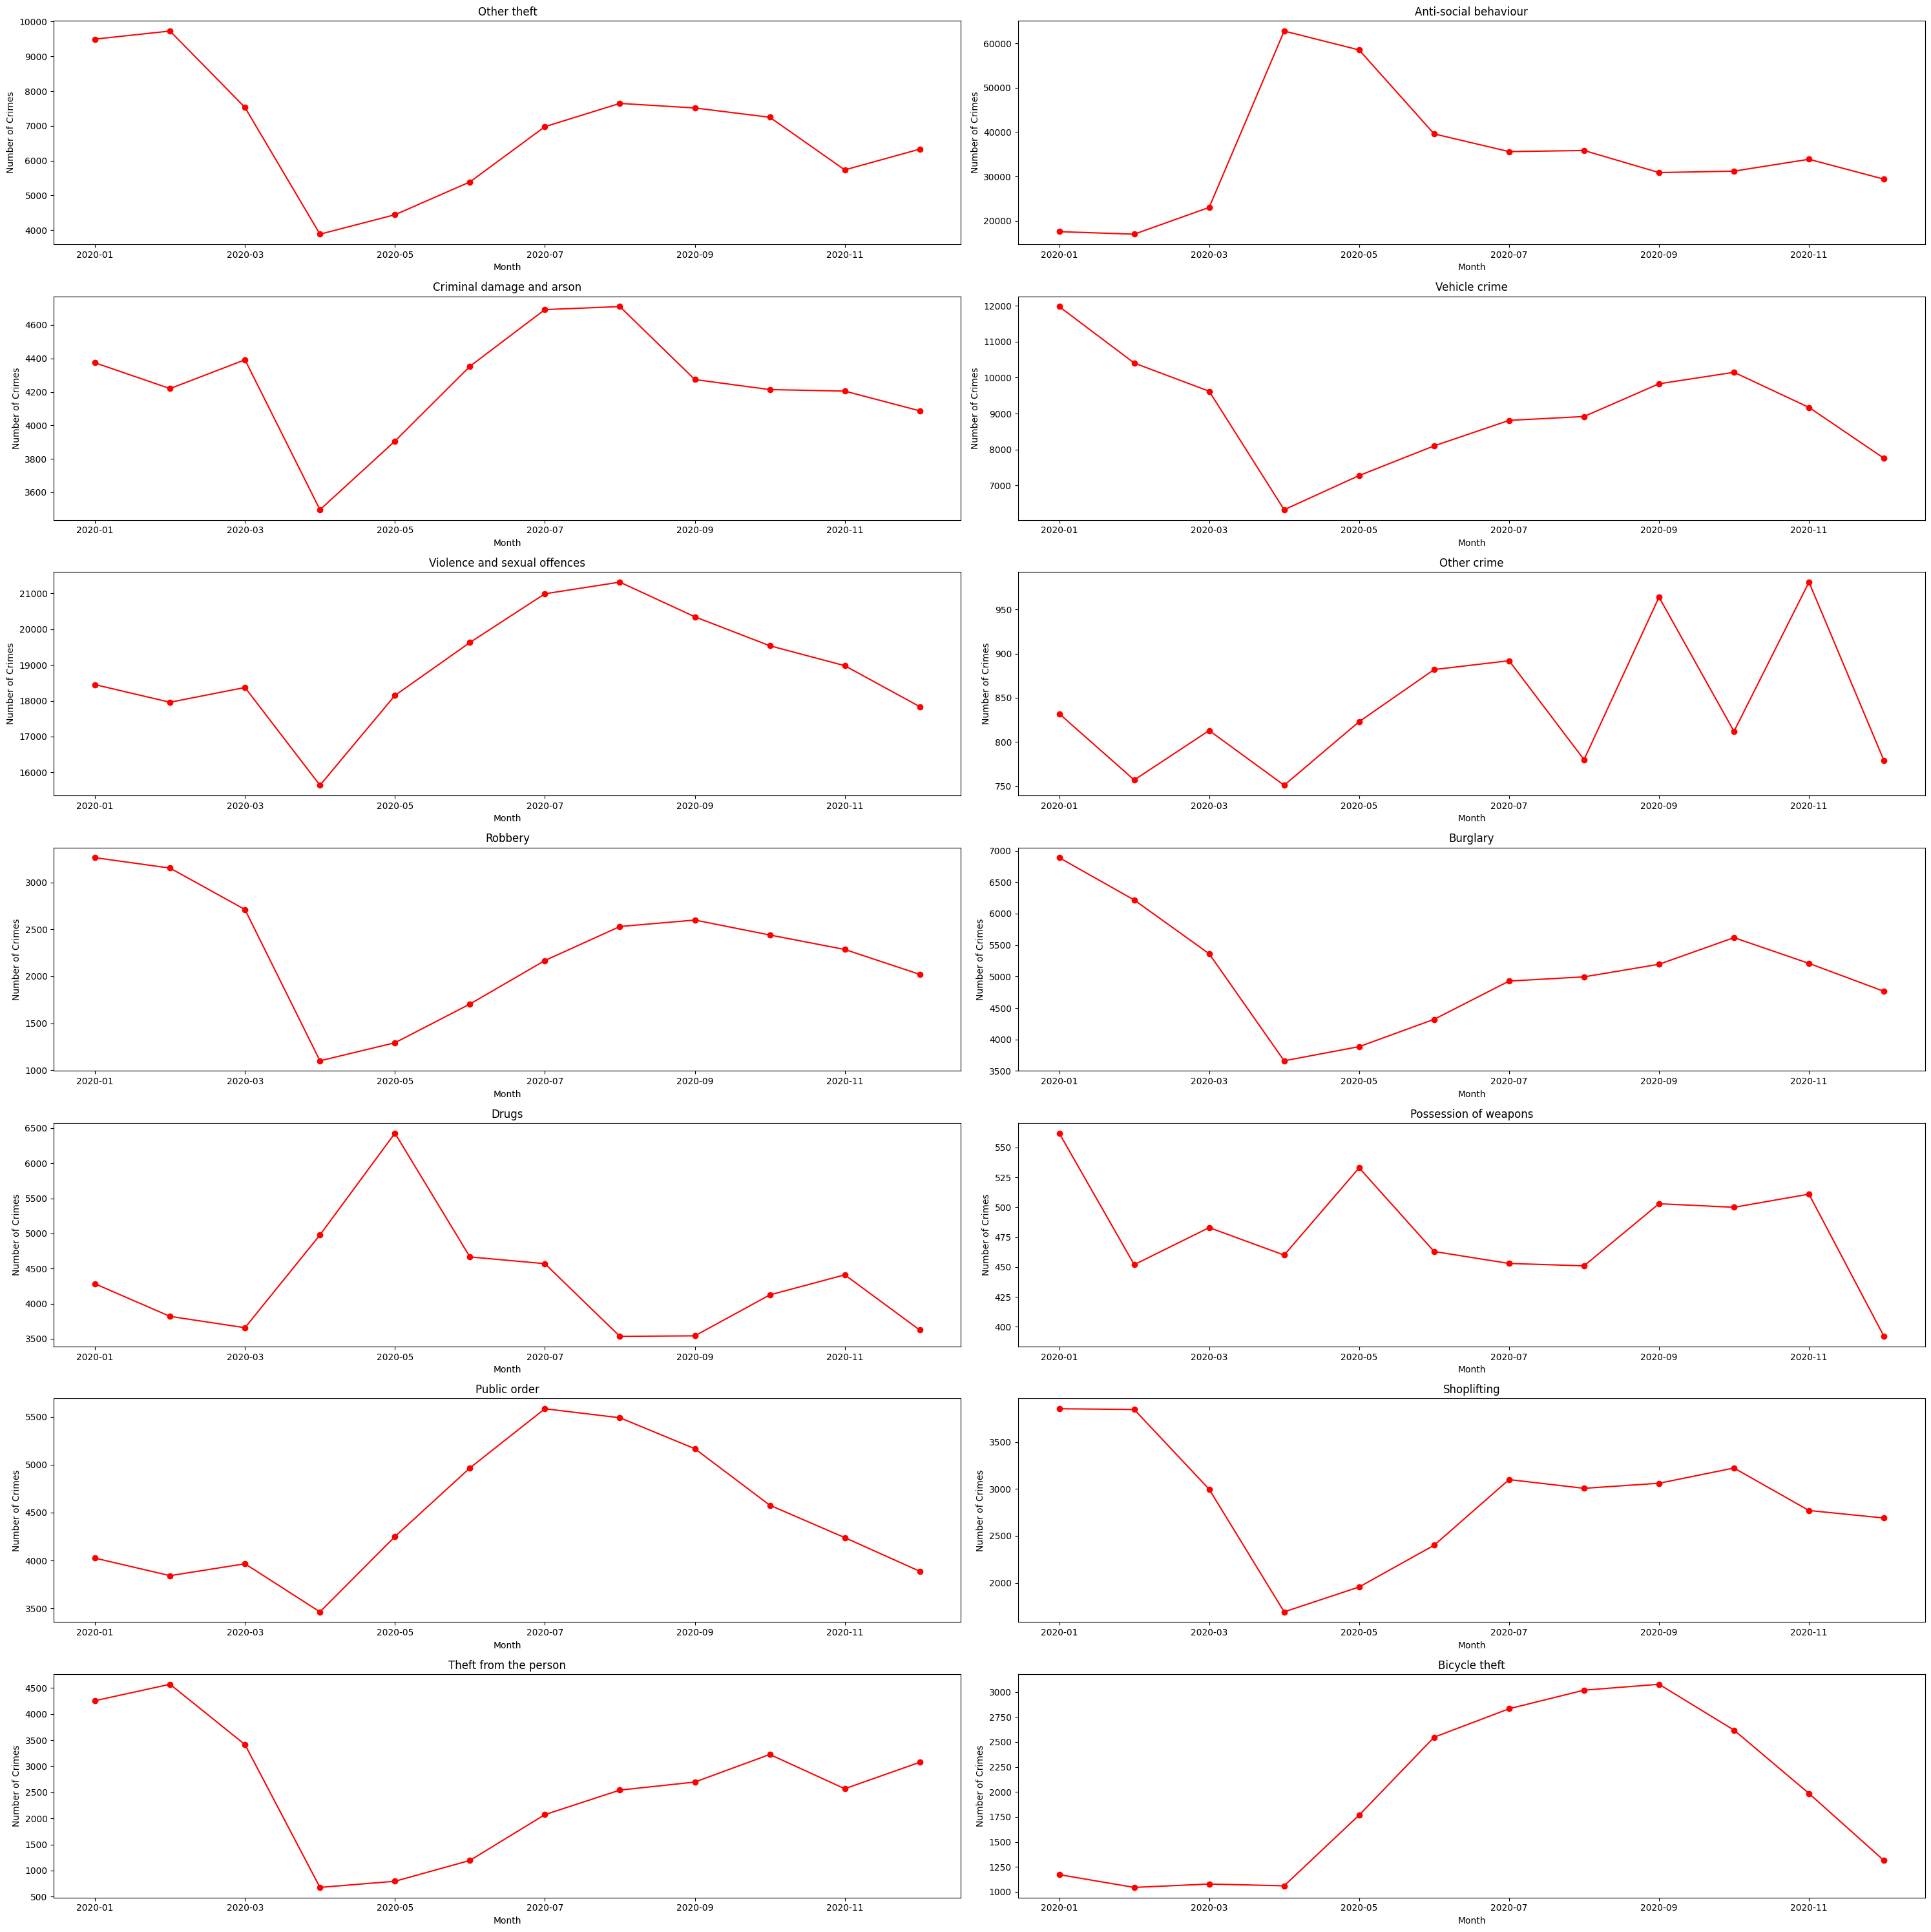 Other theft
10000
9000
8000
7000
6000
5000
4000
Number of Crimes
2020-01 2020-03 2020-05 2020-07 2020-09 2020-11
Month
Anti-social behaviour
60000
50000
40000
30000
20000
Number of Crimes
2020-01 2020-03 2020-05 2020-07 2020-09 2020-11
Month
Criminal damage and arson
4600
4400
4200
4000
3800
3600
Number of Crimes
2020-01 2020-03 2020-05 2020-07 2020-09 2020-11
Month
Vehicle crime
12000
11000
10000
9000
8000
7000
Number of Crimes
2020-01 2020-03 2020-05 2020-07 2020-09 2020-11
Month
Violence and sexual offences
21000
20000
19000
18000
17000
16000
Number of Crimes
2020-01 2020-03 2020-05 2020-07 2020-09 2020-11
Month
Other crime
950
900
850
800
750
Number of Crimes
2020-01 2020-03 2020-05 2020-07 2020-09 2020-11
Month
Robbery
3000
2500
2000
1500
1000
Number of Crimes
2020-01 2020-03 2020-05 2020-07 2020-09 2020-11
Month
Burglary
7000
6500
6000
5500
5000
4500
4000
3500
Number of Crimes
2020-01 2020-03 2020-05 2020-07 2020-09 2020-11
Month
Drugs
6500
6000
5500
5000
4500
4000
3500
Number of Crimes
2020-01 2020-03 2020-05 2020-07 2020-09 2020-11
Month
Possession of weapons
550
525
500
475
450
425
400
Number of Crimes
2020-01 2020-03 2020-05 2020-07 2020-09 2020-11
Month
Public order
5500
5000
4500
4000
3500
Number of Crimes
2020-01 2020-03 2020-05 2020-07 2020-09 2020-11
Month
Shoplifting
3500
3000
2500
2000
Number of Crimes
2020-01 2020-03 2020-05 2020-07 2020-09 2020-11
Month
Theft from the person
4500
4000
3500
3000
2500
2000
1500
1000
500
Number of Crimes
2020-01 2020-03 2020-05 2020-07 2020-09 2020-11
Month
Bicycle theft
3000
2750
2500
2250
2000
1750
1500
1250
1000
Number of Crimes
2020-01 2020-03 2020-05 2020-07 2020-09 2020-11
Month